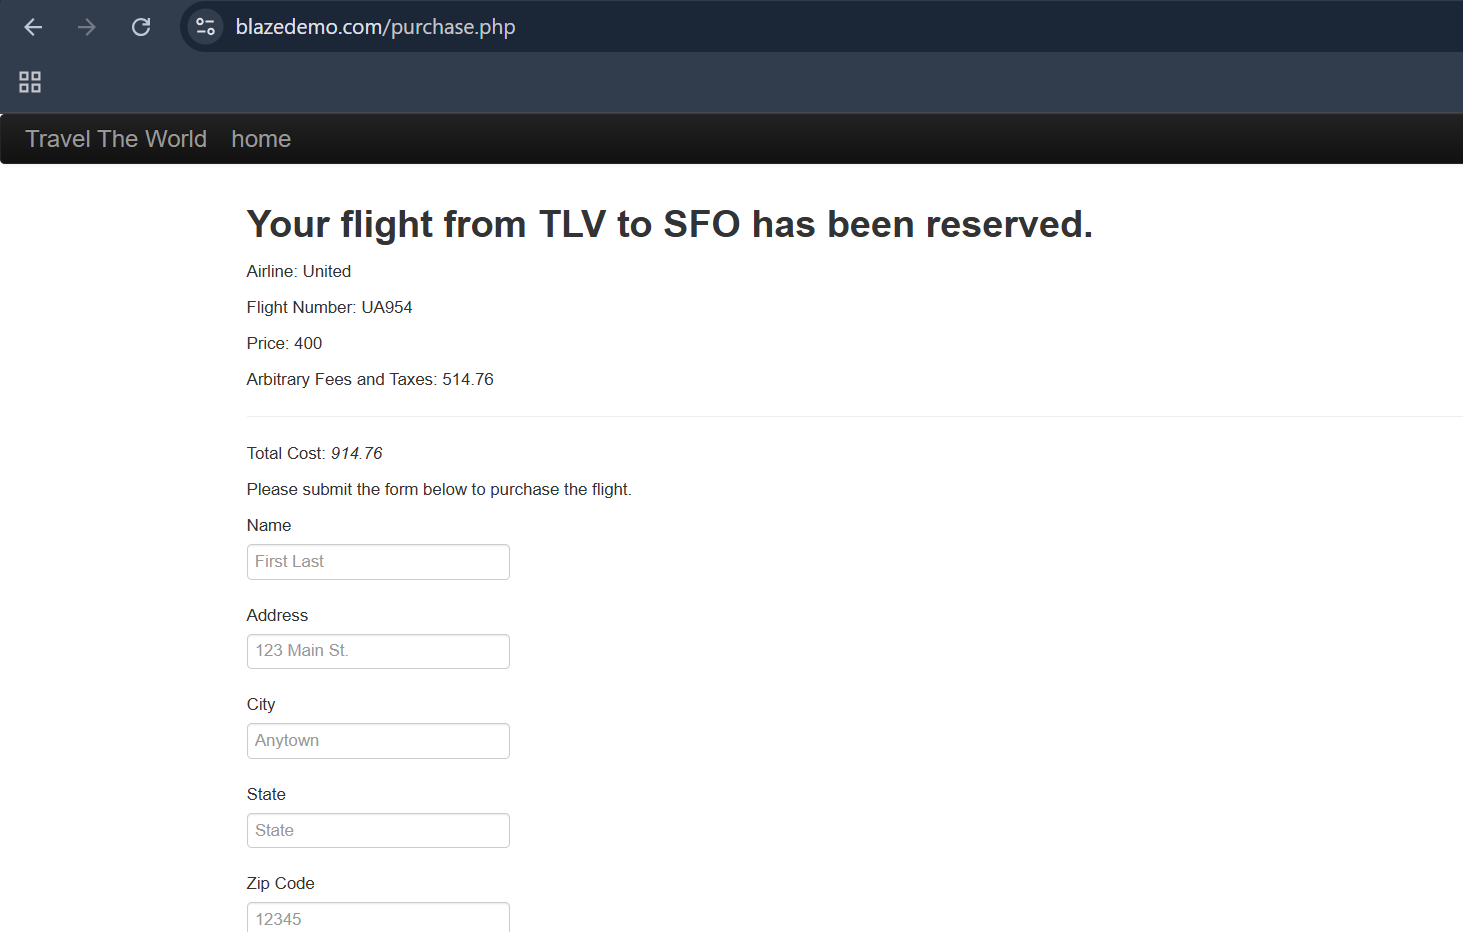 blazedemo.com/purchase.php
Travel The World home
Your flight from TLV to SFO has been reserved.
Airline: United
Flight Number: UA954
Price: 400
Arbitrary Fees and Taxes: 514.76
Total Cost: 914.76
Please submit the form below to purchase the flight.
Name
First Last
Address
123 Main St.
City
Anytown
State
State
Zip Code
12345